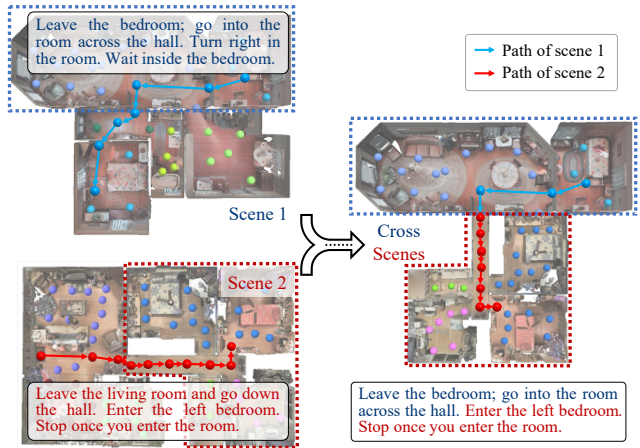 Leave the bedroom; go into the
room across the hall. Turn right in
the room. Wait inside the bedroom.
Path of scene 1
Path of scene 2
Scene 1
Cross
Scenes
Scene 2
Leave the living room and go down
the hall. Enter the left bedroom.
Stop once you enter the room.
Leave the bedroom; go into the room
across the hall. Enter the left bedroom.
Stop once you enter the room.